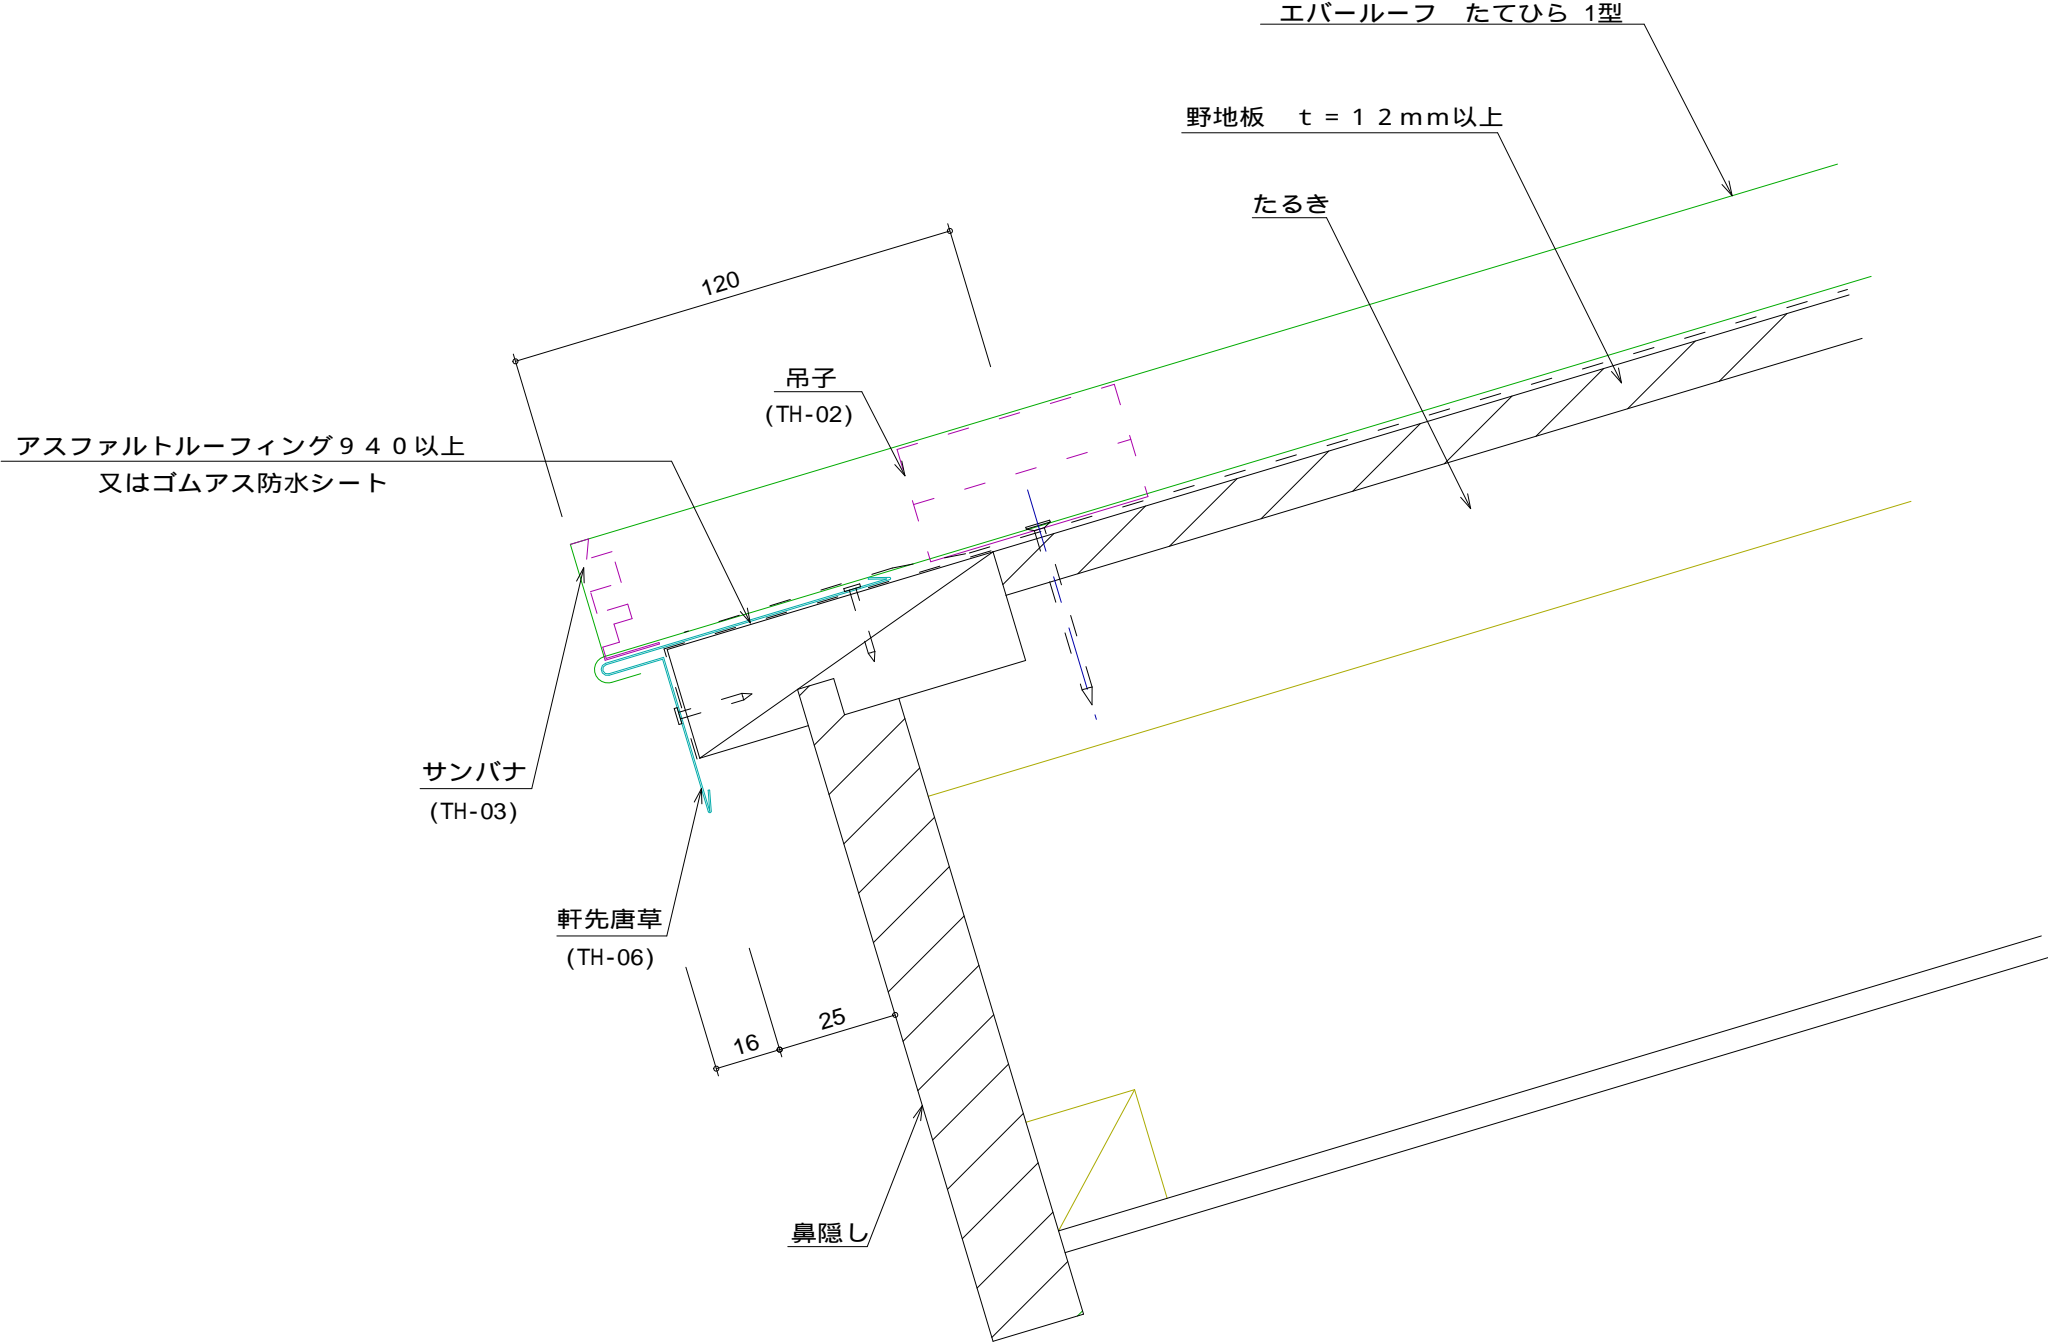 エバールーフ　たてひら 1型
野地板　ｔ＝１２ｍｍ以上
たるき
120
吊子
(TH-02)
アスファルトルーフィング９４０以上
又はゴムアス防水シート
サンバナ
(TH-03)
軒先唐草
(TH-06)
25
16
鼻隠し